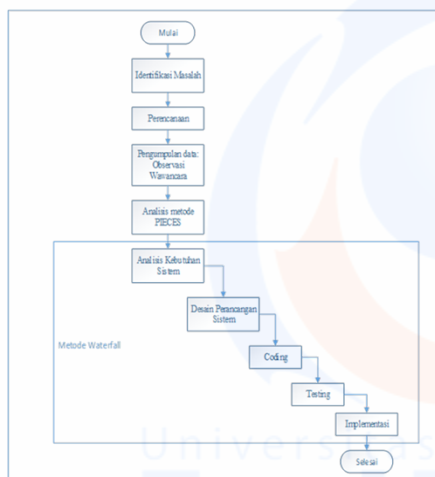 Mulai
Identifikasi Masalah
Perencanaan
Pengumpulan data:
Observasi
Wawancara
Analisis metode
PIECES
Analisis Kebutuhan
Sistem
Desain Perancangan
Sistem
Metode Waterfall
Coding
Testing
Implementasi
Universitas
Selesai